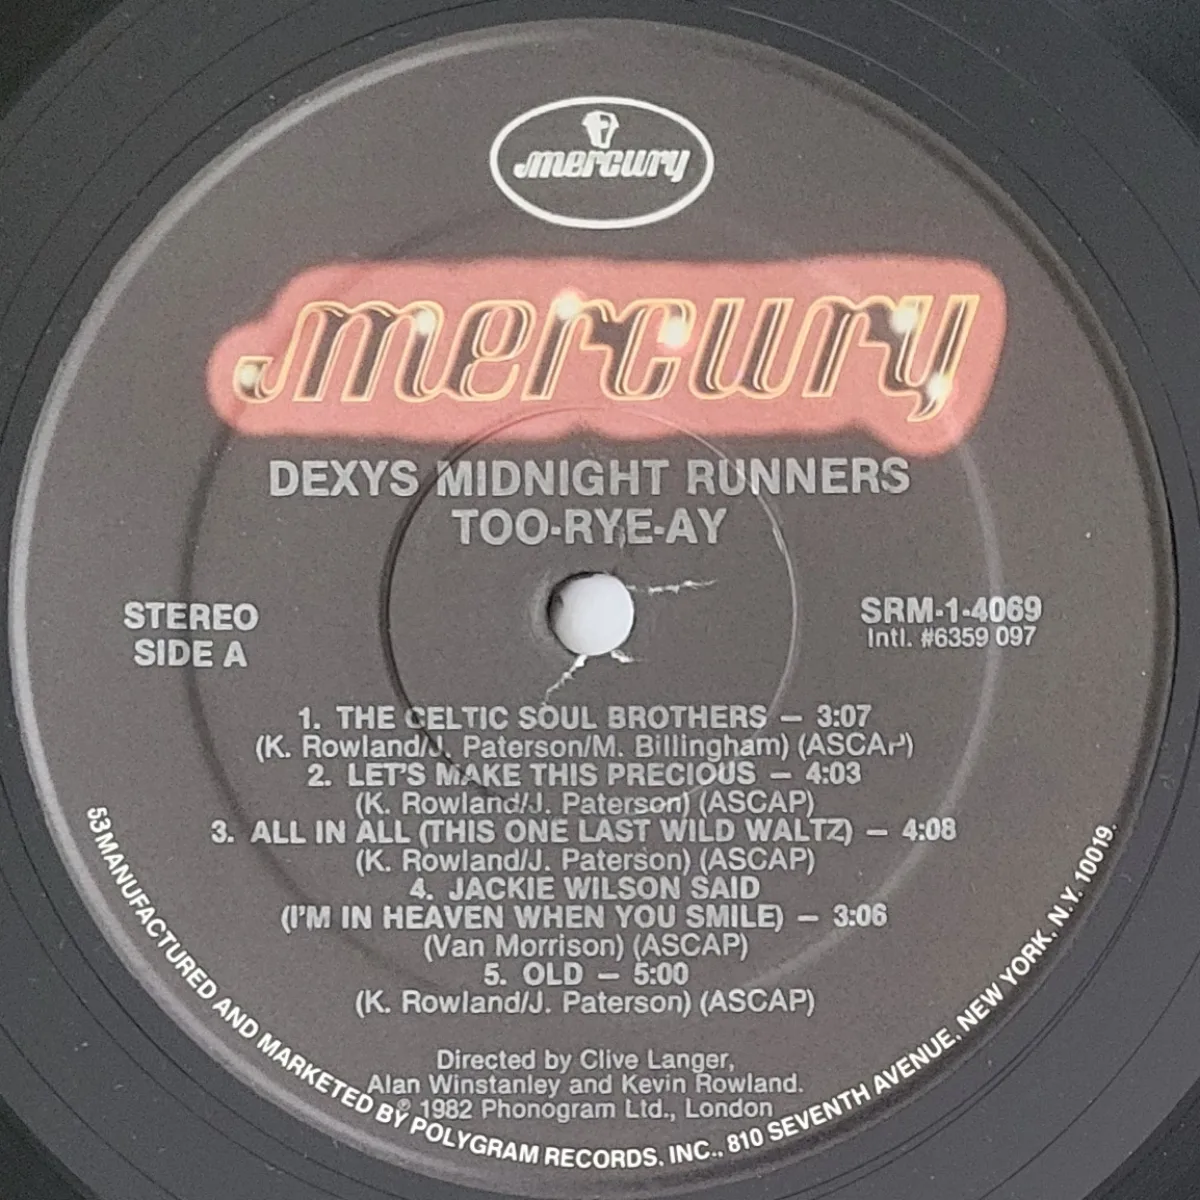 mercury
mercury
DEXYS MIDNIGHT RUNNERS
TOO-RYE-AY
STEREO
SIDE A
SRM-1-4069
Intl. #6359 097
1. THE CELTIC SOUL BROTHERS — 3:07
(K. Rowland/J. Paterson/M. Billingham) (ASCAP)
2. LET'S MAKE THIS PRECIOUS — 4:03
(K. Rowland/J. Paterson) (ASCAP)
3. ALL IN ALL (THIS ONE LAST WILD WALTZ) — 4:08
(K. Rowland/J. Paterson) (ASCAP)
4. JACKIE WILSON SAID
(I'M IN HEAVEN WHEN YOU SMILE) — 3:06
(Van Morrison) (ASCAP)
5. OLD — 5:00
(K. Rowland/J. Paterson) (ASCAP)
Directed by Clive Langer,
Alan Winstanley and Kevin Rowland.
℗ 1982 Phonogram Ltd., London
53 MANUFACTURED AND MARKETED BY POLYGRAM RECORDS, INC., 810 SEVENTH AVENUE, NEW YORK, N.Y. 10019.